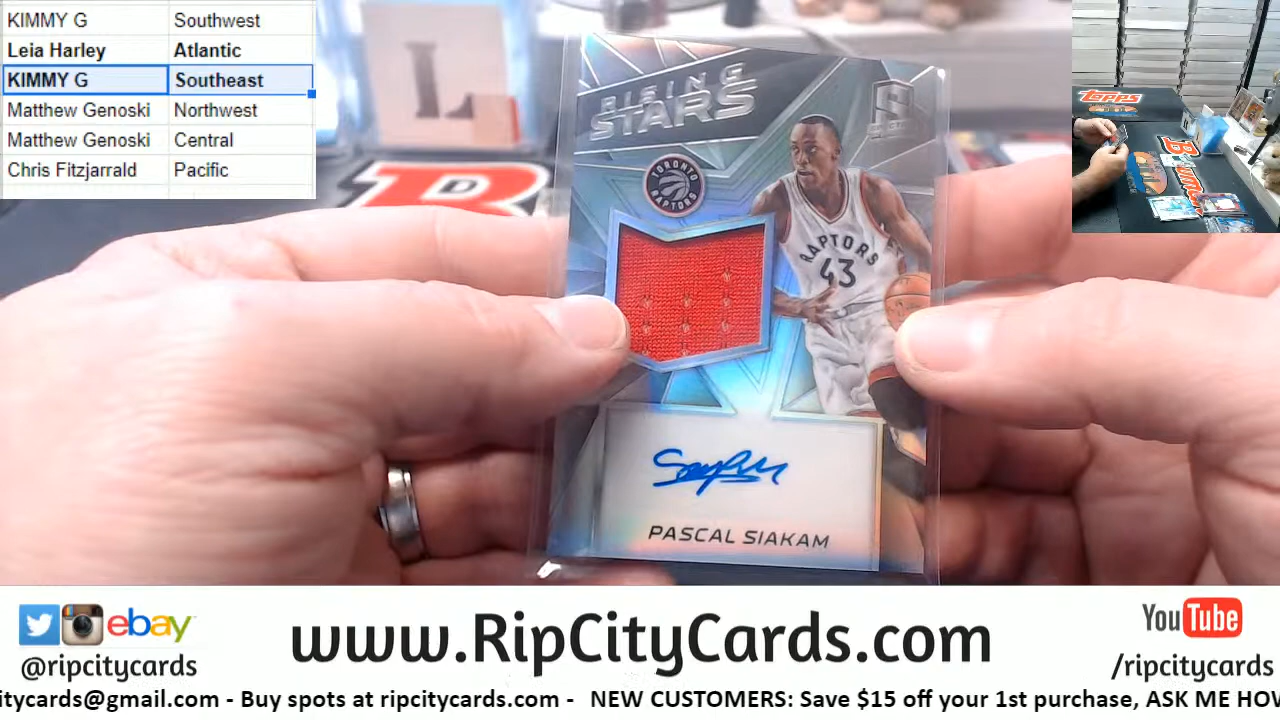 KIMMY G Southwest
Leia Harley Atlantic
KIMMY G Southeast
Matthew Genoski Northwest
Matthew Genoski Central
Chris Fitzjarrald Pacific
Topps
RISING
STARS
TORONTO
RAPTORS
RAPTORS
43
PASCAL SIAKAM
ebay
@ripcitycards
www.RipCityCards.com
YouTube
/ripcitycards
citycards@gmail.com - Buy spots at ripcitycards.com - NEW CUSTOMERS: Save $15 off your 1st purchase, ASK ME HOW